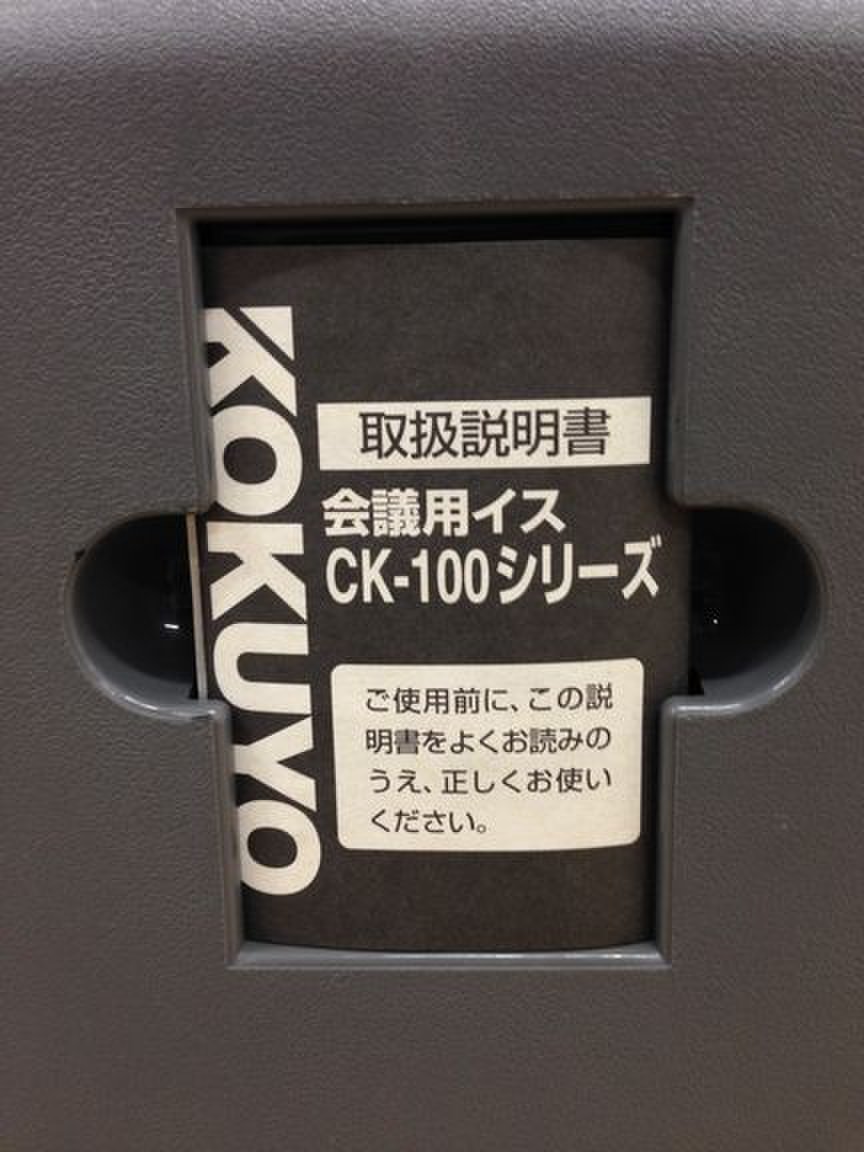 KOKUYO
取扱説明書
会議用イス
CK-100シリーズ
ご使用前に、この説
明書をよくお読みの
うえ、正しくお使い
ください。